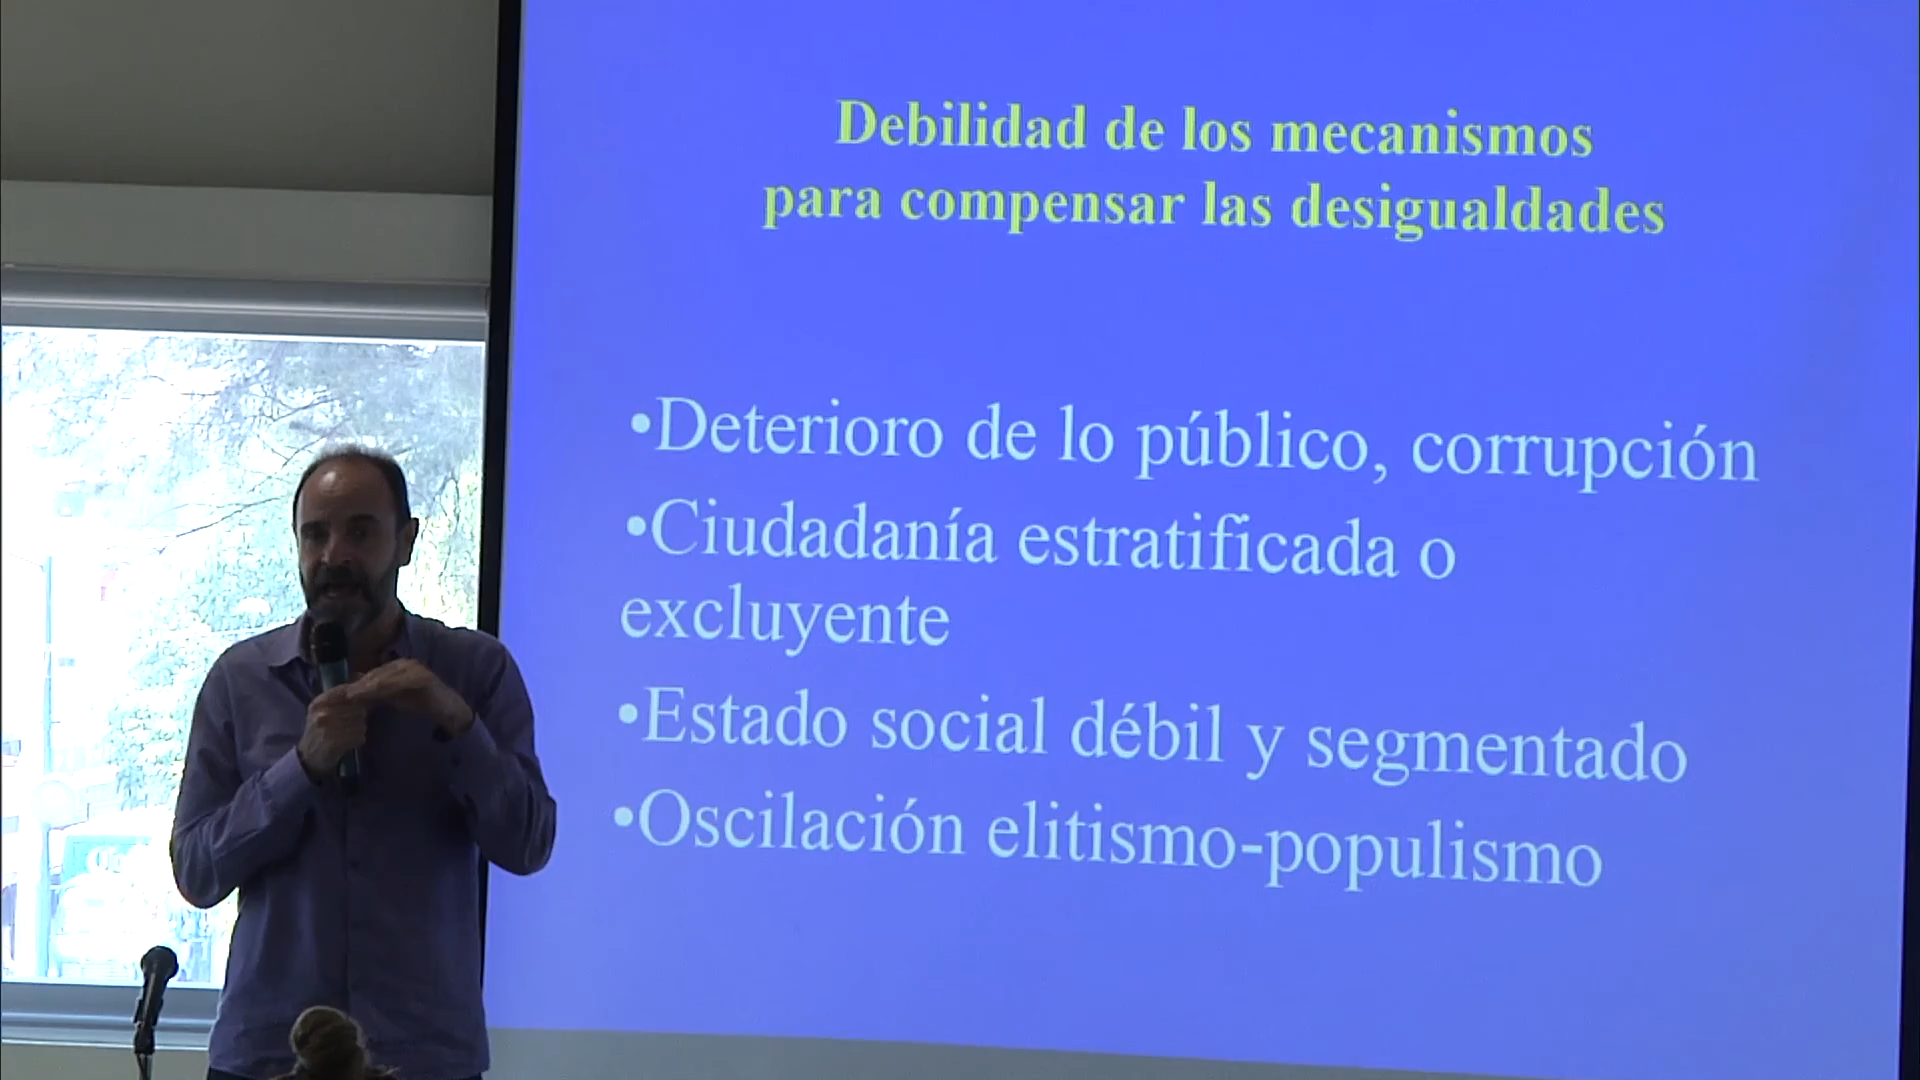 Debilidad de los mecanismos
para compensar las desigualdades
•Deterioro de lo público, corrupción
•Ciudadanía estratificada o
excluyente
•Estado social débil y segmentado
•Oscilación elitismo-populismo